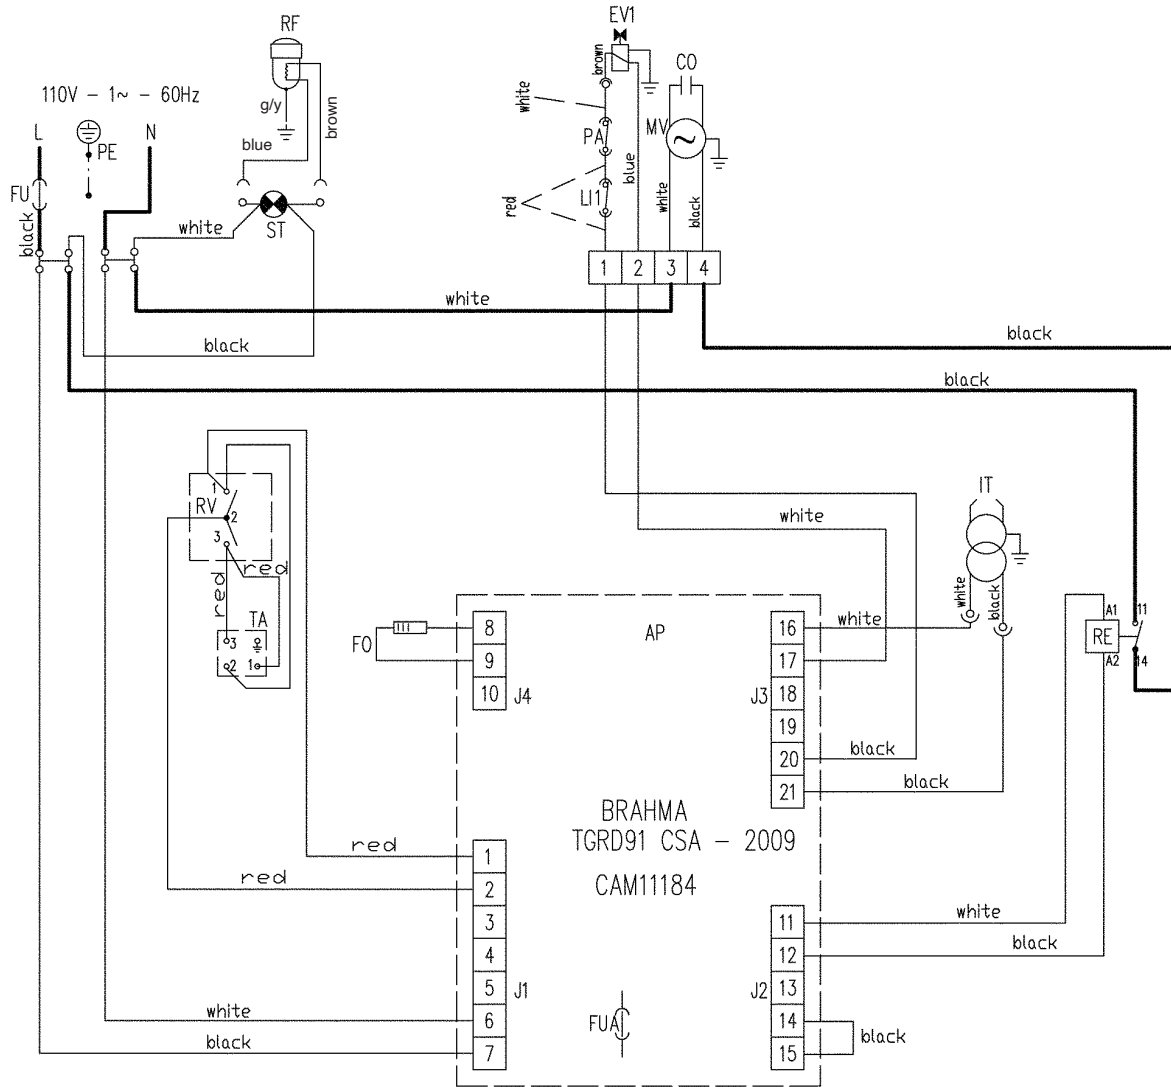 RF
EV1
CO
110V - 1~ - 60Hz
L
PE
N
g/y
brown
blue
brown
white
PA
MV
FU
black
white
ST
red
LI1
blue
white
black
1 2 3 4
white
black
black
black
1
RV
2
3
red
red
TA
3
2 1
IT
white
white
black
FO
8
9
10 J4
AP
16
17
J3 18
19
20
21
white
black
black
A1
RE
A2
11
14
BRAHMA
TGRD91 CSA - 2009
CAM11184
red
red
1
2
3
4
5 J1
6
7
white
black
FUA
11
12
J2 13
14
15
white
black
black